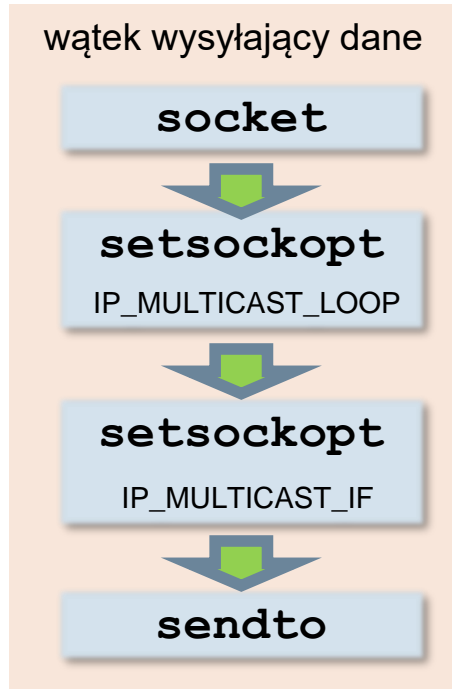 wątek wysyłający dane
socket
setsockopt
IP_MULTICAST_LOOP
setsockopt
IP_MULTICAST_IF
sendto